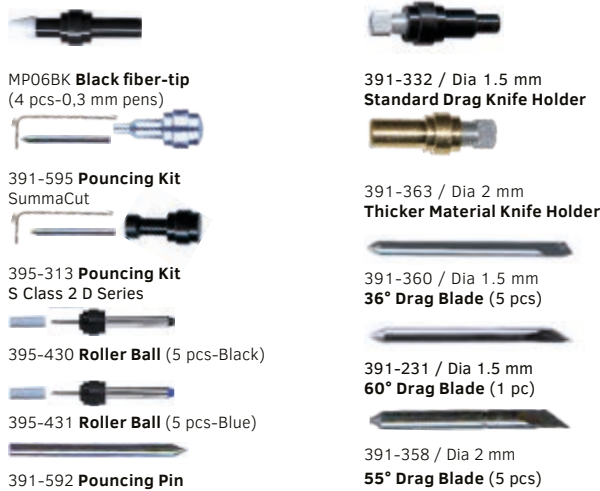 MP06BK Black fiber-tip
(4 pcs-0,3 mm pens)
391-595 Pouncing Kit
SummaCut
395-313 Pouncing Kit
S Class 2 D Series
395-430 Roller Ball (5 pcs-Black)
395-431 Roller Ball (5 pcs-Blue)
391-592 Pouncing Pin
391-332 / Dia 1.5 mm
Standard Drag Knife Holder
391-363 / Dia 2 mm
Thicker Material Knife Holder
391-360 / Dia 1.5 mm
36° Drag Blade (5 pcs)
391-231 / Dia 1.5 mm
60° Drag Blade (1 pc)
391-358 / Dia 2 mm
55° Drag Blade (5 pcs)